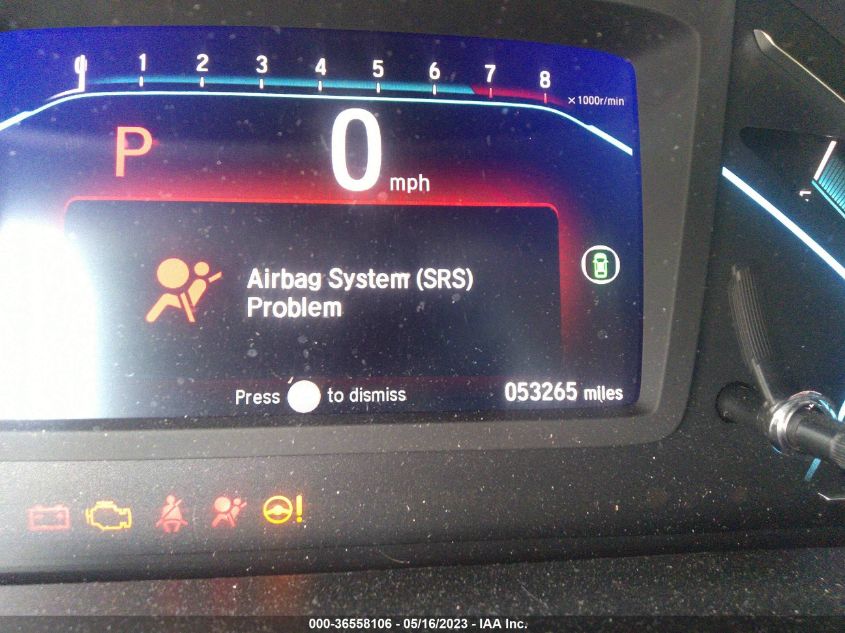 0 1 2 3 4 5 6 7 8
×1000r/min
P 0 mph
Airbag System (SRS)
Problem
Press to dismiss
053265 miles
000-36558106 - 05/16/2023 - IAA Inc.